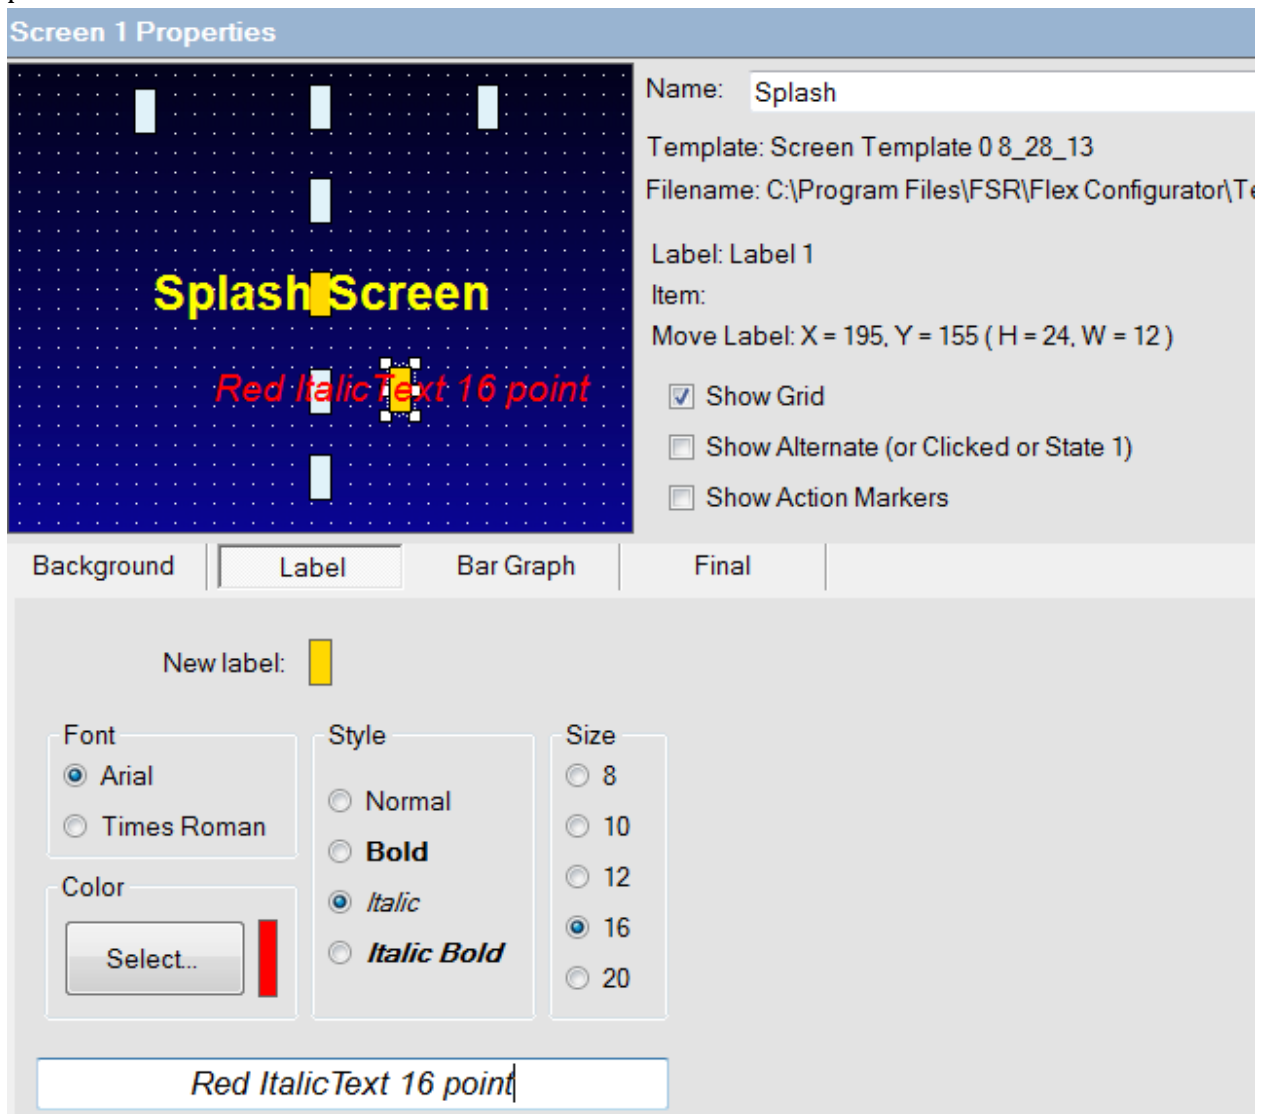 Screen 1 Properties
Name: Splash
Template: Screen Template 0 8_28_13
Filename: C:\Program Files\FSR\Flex Configurator\Te
Label: Label 1
Item:
Move Label: X = 195, Y = 155 ( H = 24, W = 12 )
Show Grid
Show Alternate (or Clicked or State 1)
Show Action Markers
Splash Screen
Red ItalicText 16 point
Background Label Bar Graph Final
New label:
Font
Arial
Times Roman
Color
Select...
Style
Normal
Bold
Italic
Italic Bold
Size
8
10
12
16
20
Red ItalicText 16 point